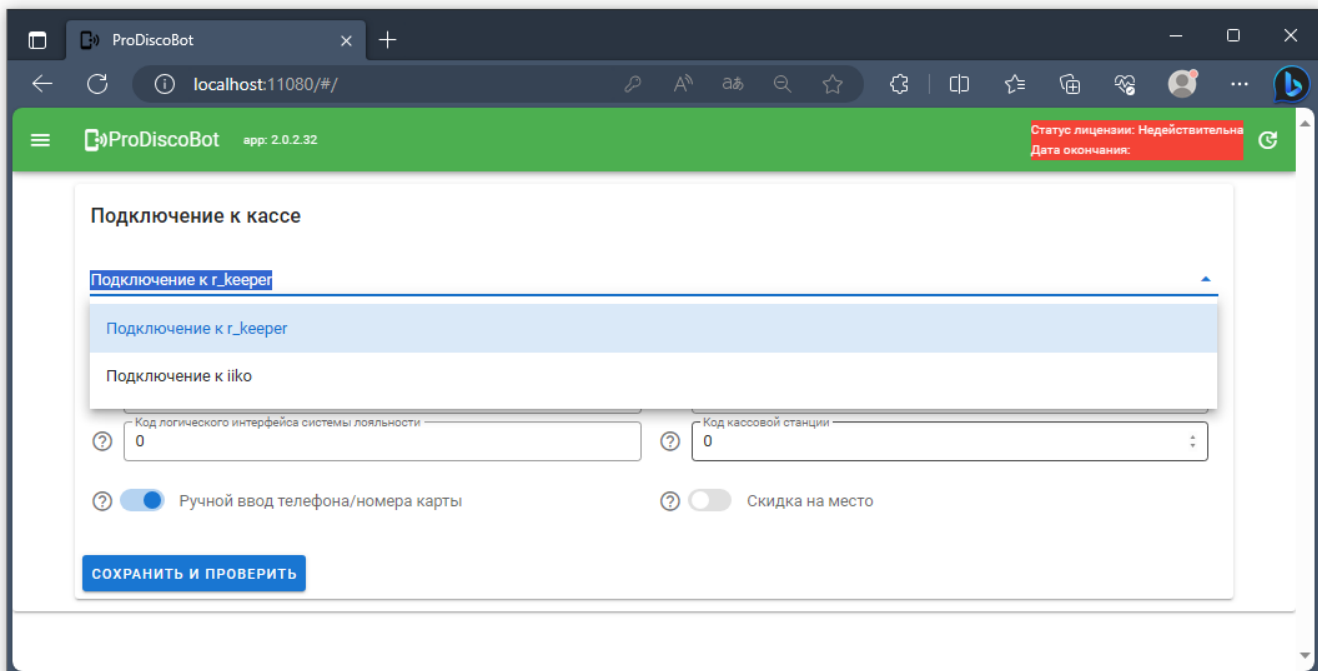 ProDiscoBot
localhost:11080/#/
ProDiscoBot app: 2.0.2.32
Статус лицензии: Недействительна
Дата окончания:
Подключение к кассе
Подключение к r_keeper
Подключение к r_keeper
Подключение к iiko
Код логического интерфейса системы лояльности
0
Код кассовой станции
0
Ручной ввод телефона/номера карты
Скидка на место
СОХРАНИТЬ И ПРОВЕРИТЬ